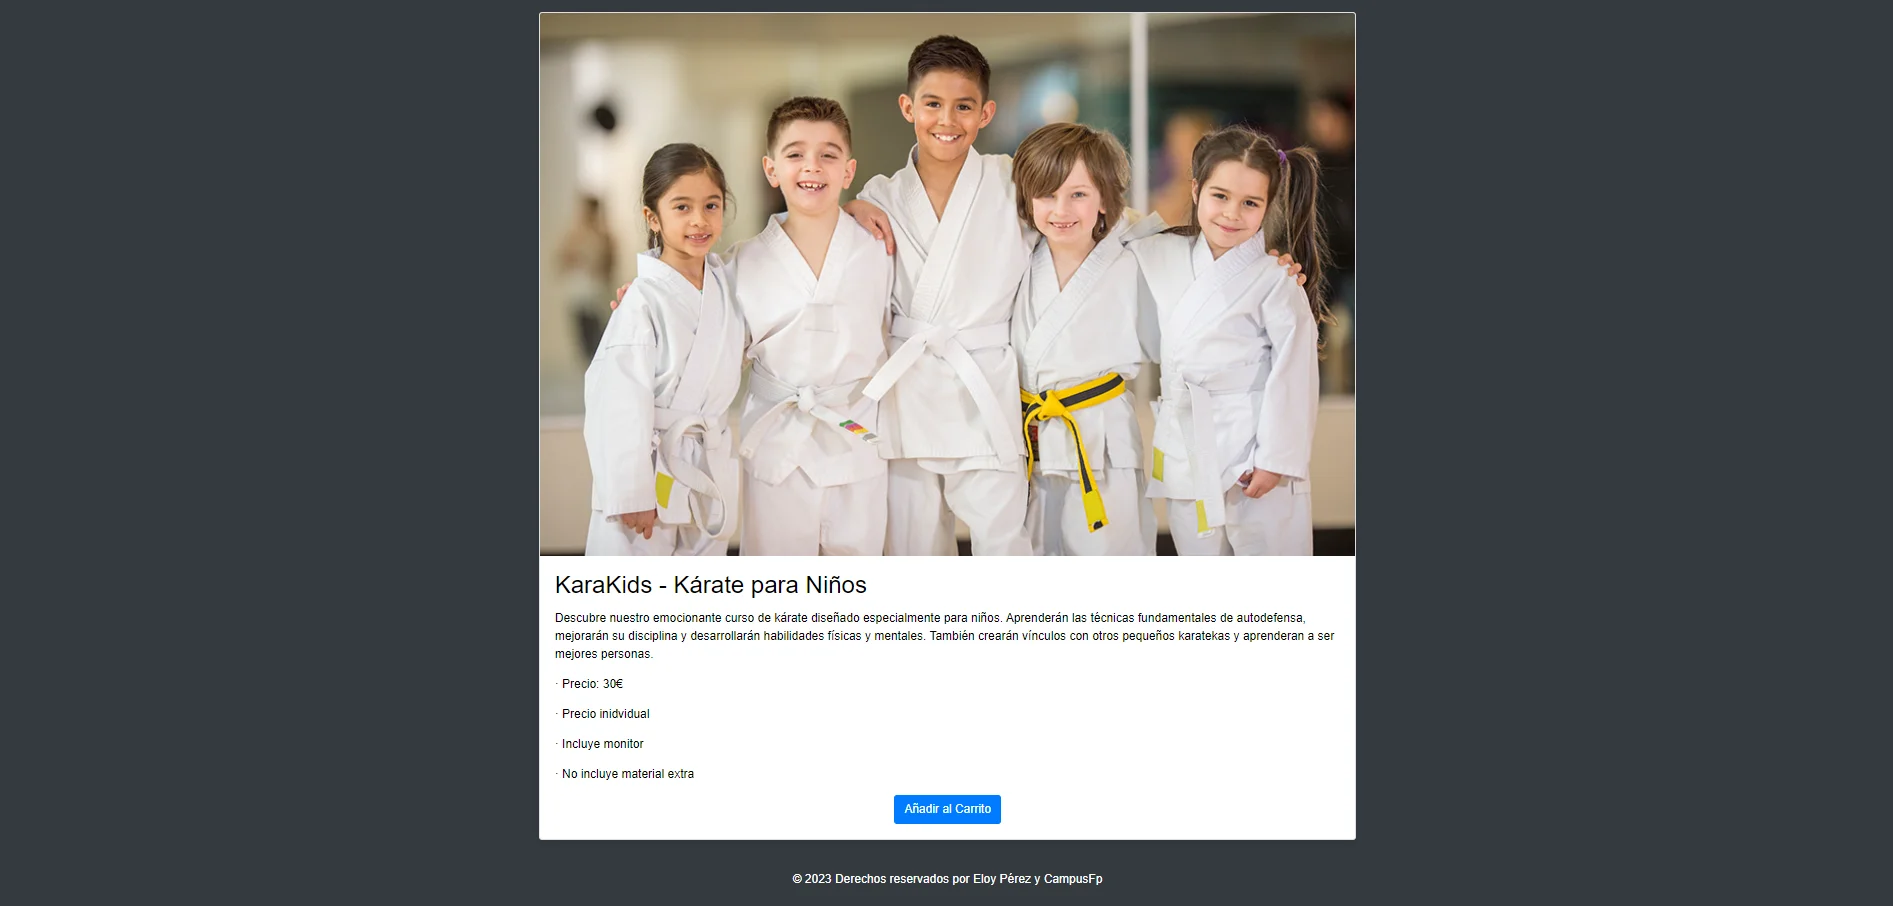 KaraKids - Kárate para Niños
Descubre nuestro emocionante curso de kárate diseñado especialmente para niños. Aprenderán las técnicas fundamentales de autodefensa,
mejorarán su disciplina y desarrollarán habilidades físicas y mentales. También crearán vínculos con otros pequeños karatekas y aprenderan a ser
mejores personas.
· Precio: 30€
· Precio inidvidual
· Incluye monitor
· No incluye material extra
Añadir al Carrito
© 2023 Derechos reservados por Eloy Pérez y CampusFp